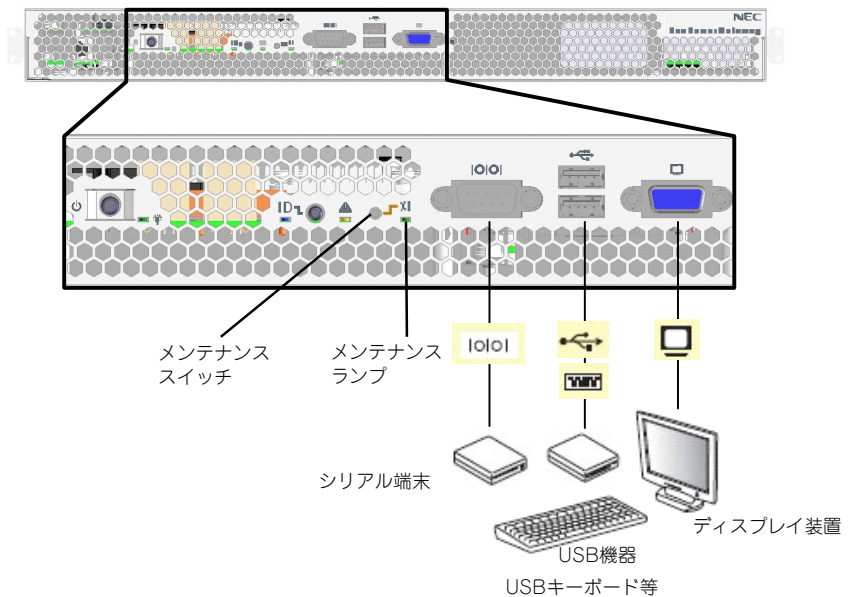 NEC
|O|O|
ID
メンテナンス
スイッチ
メンテナンス
ランプ
|o|o|
シリアル端末
ディスプレイ装置
USB機器
USBキーボード等